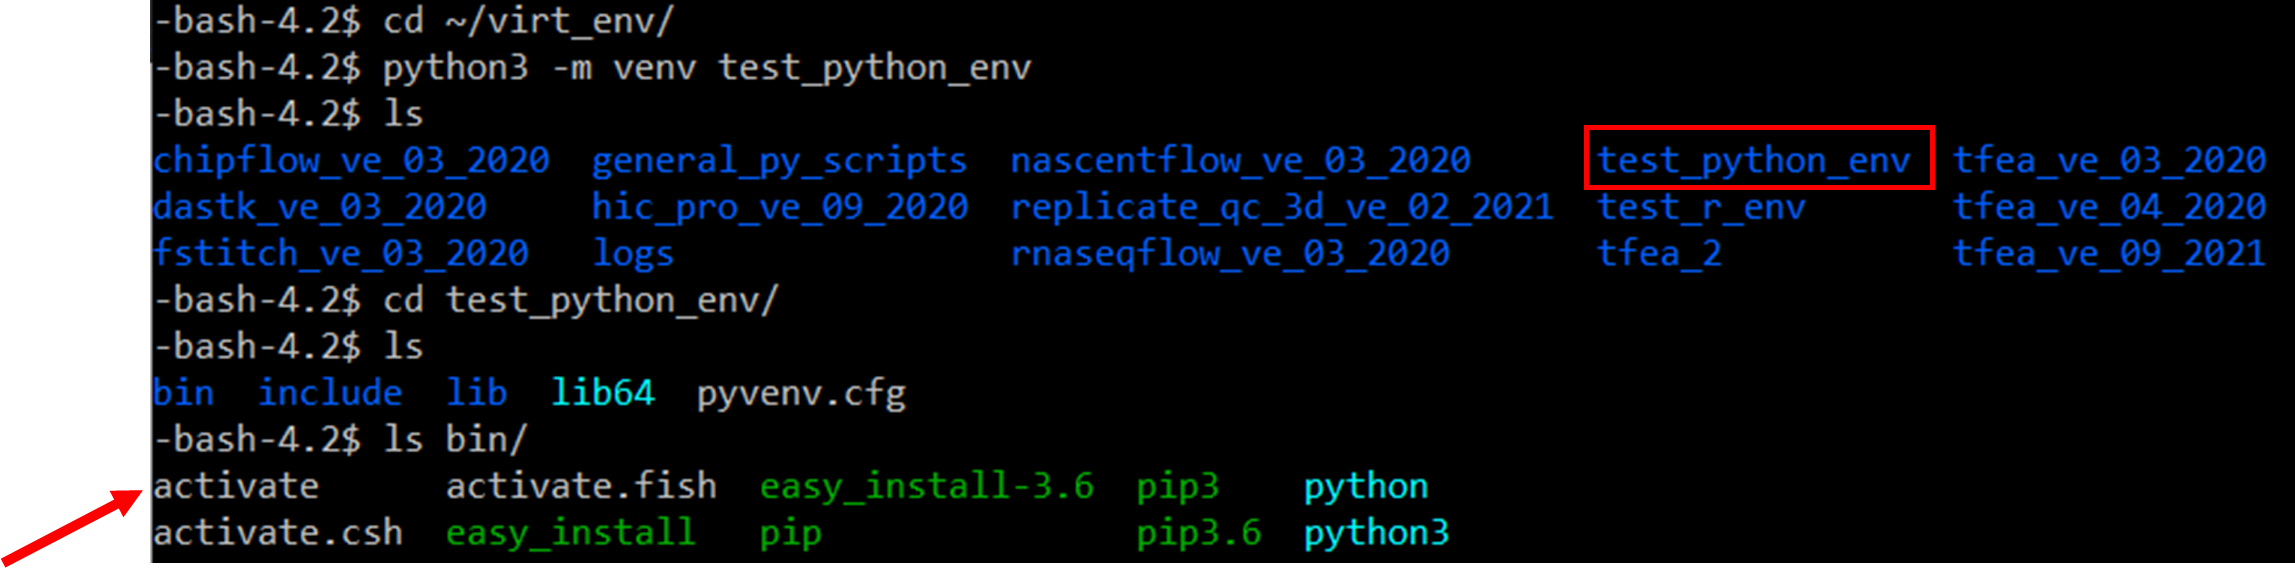 -bash-4.2$ cd ~/virt_env/
-bash-4.2$ python3 -m venv test_python_env
-bash-4.2$ ls
chipflow_ve_03_2020  general_py_scripts  nascentflow_ve_03_2020  test_python_env  tfea_ve_03_2020
dastk_ve_03_2020  hic_pro_ve_09_2020  replicate_qc_3d_ve_02_2021  test_r_env  tfea_ve_04_2020
fstitch_ve_03_2020  logs  rnaseqflow_ve_03_2020  tfea_2  tfea_ve_09_2021
-bash-4.2$ cd test_python_env/
-bash-4.2$ ls
bin  include  lib  lib64  pyvenv.cfg
-bash-4.2$ ls bin/
activate  activate.fish  easy_install-3.6  pip3  python
activate.csh  easy_install  pip  pip3.6  python3